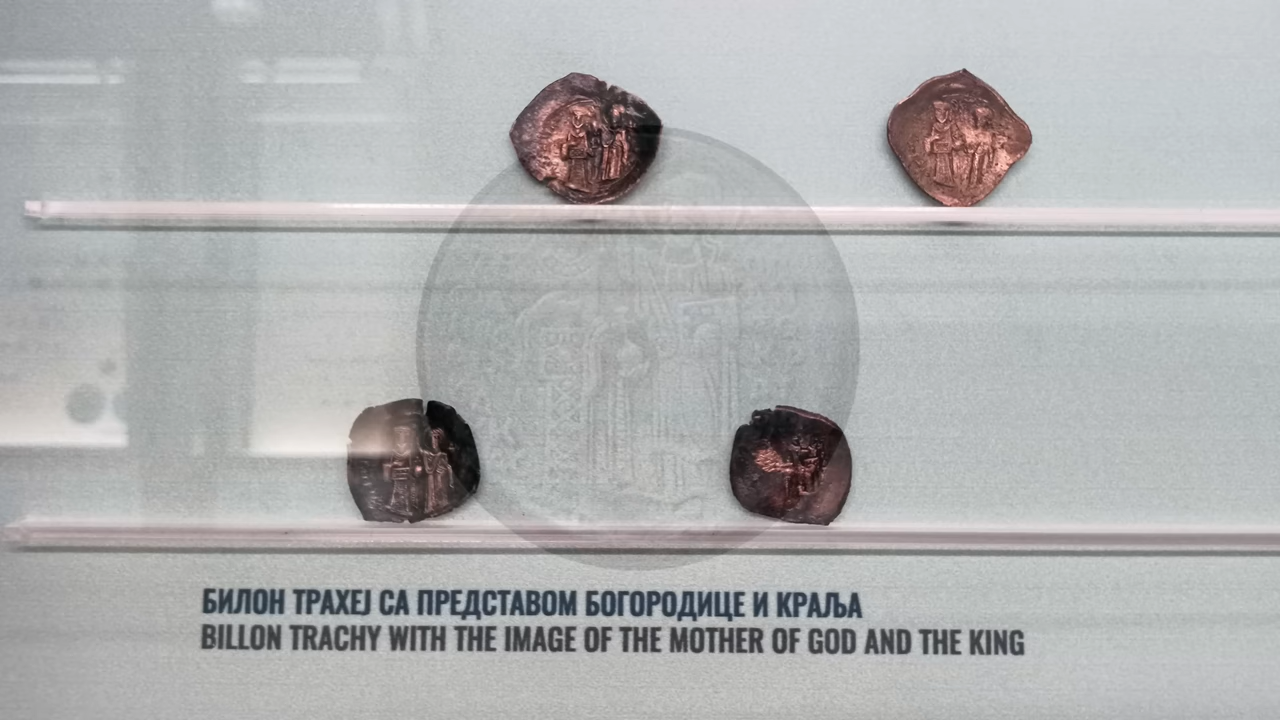 БИЛОН ТРАХЕЈ СА ПРЕДСТАВОМ БОГОРОДИЦЕ И КРАЉА
BILLON TRACHY WITH THE IMAGE OF THE MOTHER OF GOD AND THE KING